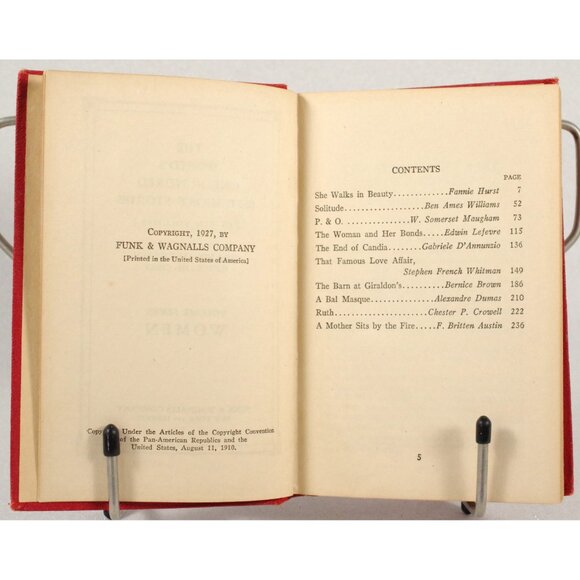 COPYRIGHT, 1927, BY
FUNK & WAGNALLS COMPANY
[Printed in the United States of America]
Under the Articles of the Copyright Convention
of the Pan-American Republics and the
United States, August 11, 1910.
CONTENTS
PAGE
She Walks in Beauty............Fannie Hurst 7
Solitude....................Ben Ames Williams 52
P. & O..................W. Somerset Maugham 73
The Woman and Her Bonds.....Edwin Lefevre 115
The End of Candia......Gabriele D'Annunzio 136
That Famous Love Affair,
Stephen French Whitman 149
The Barn at Giraldon's........Bernice Brown 186
A Bal Masque..............Alexandre Dumas 210
Ruth......................Chester P. Crowell 222
A Mother Sits by the Fire....F. Britten Austin 236
5